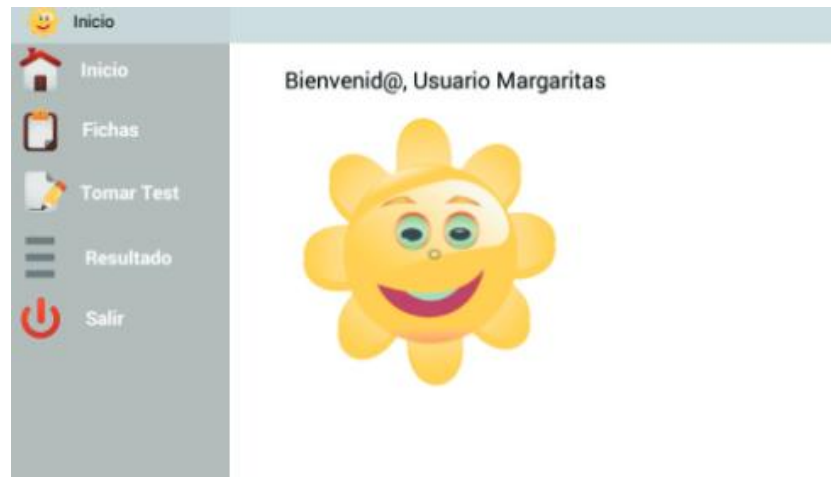 Inicio
Inicio
Fichas
Tomar Test
Resultado
Salir
Bienvenid@, Usuario Margaritas